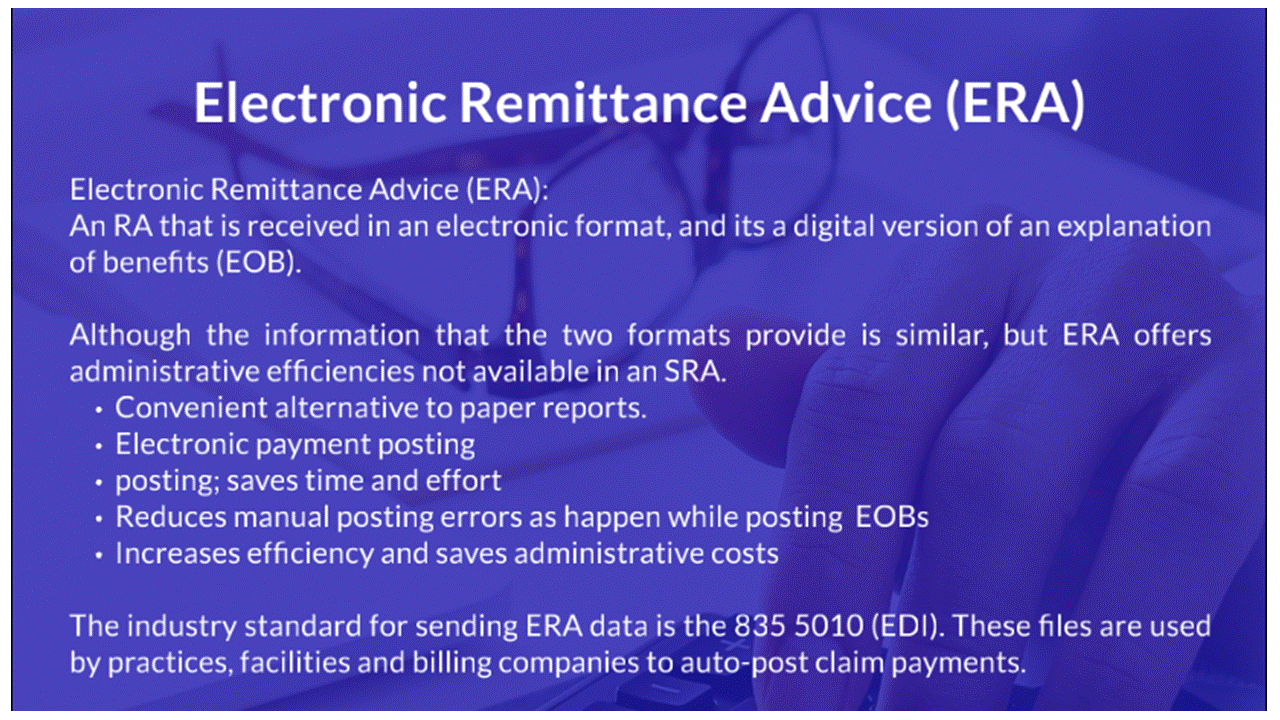 Electronic Remittance Advice (ERA)
Electronic Remittance Advice (ERA):
An RA that is received in an electronic format, and its a digital version of an explanation
of benefits (EOB).
Although the information that the two formats provide is similar, but ERA offers
administrative efficiencies not available in an SRA.
• Convenient alternative to paper reports.
• Electronic payment posting
• posting; saves time and effort
• Reduces manual posting errors as happen while posting EOBs
• Increases efficiency and saves administrative costs
The industry standard for sending ERA data is the 835 5010 (EDI). These files are used
by practices, facilities and billing companies to auto-post claim payments.